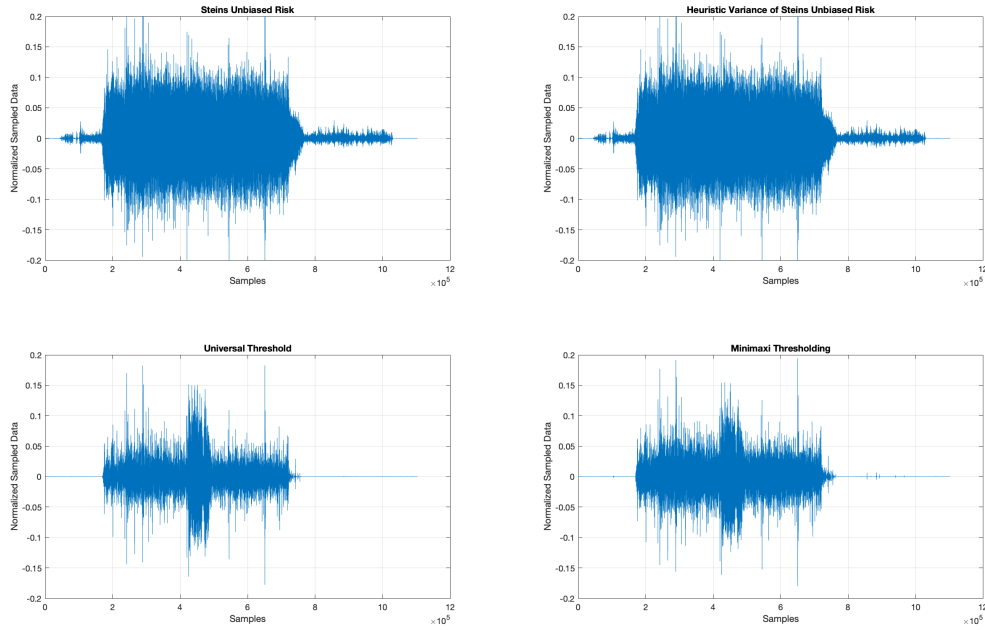 Steins Unbiased Risk
Normalized Sampled Data
0.2
0.15
0.1
0.05
0
-0.05
-0.1
-0.15
-0.2
0 2 4 6 8 10 12
Samples
×10^5
Heuristic Variance of Steins Unbiased Risk
Normalized Sampled Data
0.2
0.15
0.1
0.05
0
-0.05
-0.1
-0.15
-0.2
0 2 4 6 8 10 12
Samples
×10^5
Universal Threshold
Normalized Sampled Data
0.2
0.15
0.1
0.05
0
-0.05
-0.1
-0.15
-0.2
0 2 4 6 8 10 12
Samples
×10^5
Minimaxi Thresholding
Normalized Sampled Data
0.2
0.15
0.1
0.05
0
-0.05
-0.1
-0.15
-0.2
0 2 4 6 8 10 12
Samples
×10^5